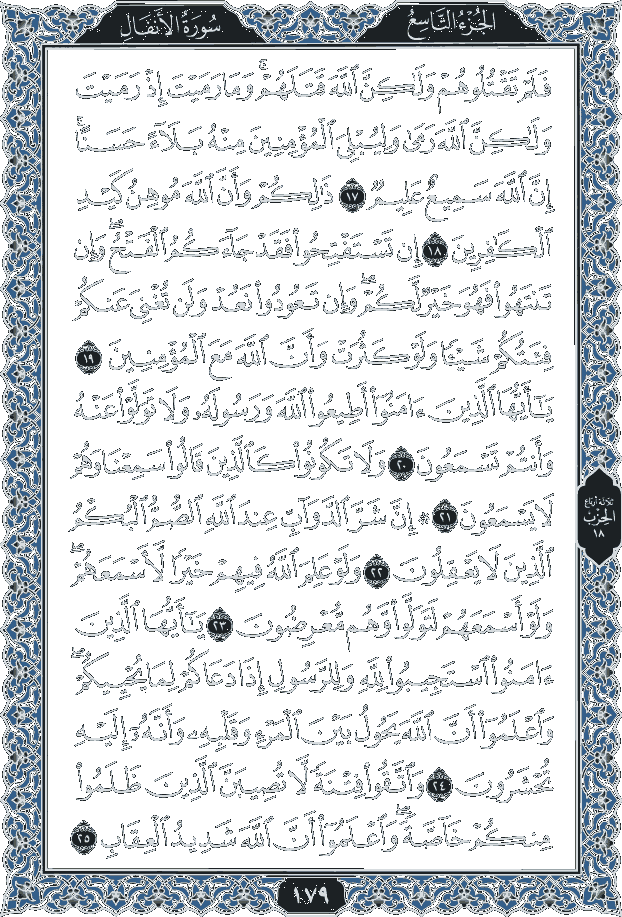 الجُزْءُ التَّاسِعُ
سُورَةُ الأَنفَالِ
فَلَمْ تَقْتُلُوهُمْ وَلَٰكِنَّ ٱللَّهَ قَتَلَهُمْ ۚ وَمَا رَمَيْتَ إِذْ رَمَيْتَ
وَلَٰكِنَّ ٱللَّهَ رَمَىٰ وَلِيُبْلِىَ ٱلْمُؤْمِنِينَ مِنْهُ بَلَآءً حَسَنًا ۚ
إِنَّ ٱللَّهَ سَمِيعٌ عَلِيمٌ ١٧ ذَٰلِكُمْ وَأَنَّ ٱللَّهَ مُوهِنُ كَيْدِ
ٱلْكَٰفِرِينَ ١٨ إِن تَسْتَفْتِحُوا۟ فَقَدْ جَآءَكُمُ ٱلْفَتْحُ ۖ وَإِن
تَنتَهُوا۟ فَهُوَ خَيْرٌ لَّكُمْ ۖ وَإِن تَعُودُوا۟ نَعُدْ وَلَن تُغْنِىَ عَنكُمْ
فِئَتُكُمْ شَيْـًٔا وَلَوْ كَثُرَتْ وَأَنَّ ٱللَّهَ مَعَ ٱلْمُؤْمِنِينَ ١٩
يَٰٓأَيُّهَا ٱلَّذِينَ ءَامَنُوٓا۟ أَطِيعُوا۟ ٱللَّهَ وَرَسُولَهُۥ وَلَا تَوَلَّوْا۟ عَنْهُ
وَأَنتُمْ تَسْمَعُونَ ٢٠ وَلَا تَكُونُوا۟ كَٱلَّذِينَ قَالُوا۟ سَمِعْنَا وَهُمْ
لَا يَسْمَعُونَ ٢١ ۞ إِنَّ شَرَّ ٱلدَّوَآبِّ عِندَ ٱللَّهِ ٱلصُّمُّ ٱلْبُكْمُ
ٱلَّذِينَ لَا يَعْقِلُونَ ٢٢ وَلَوْ عَلِمَ ٱللَّهُ فِيهِمْ خَيْرًا لَّأَسْمَعَهُمْ ۖ
وَلَوْ أَسْمَعَهُمْ لَتَوَلَّوا۟ وَّهُم مُّعْرِضُونَ ٢٣ يَٰٓأَيُّهَا ٱلَّذِينَ
ءَامَنُوا۟ ٱسْتَجِيبُوا۟ لِلَّهِ وَلِلرَّسُولِ إِذَا دَعَاكُمْ لِمَا يُحْيِيكُمْ ۖ
وَٱعْلَمُوٓا۟ أَنَّ ٱللَّهَ يَحُولُ بَيْنَ ٱلْمَرْءِ وَقَلْبِهِۦ وَأَنَّهُۥٓ إِلَيْهِ
تُحْشَرُونَ ٢٤ وَٱتَّقُوا۟ فِتْنَةً لَّا تُصِيبَنَّ ٱلَّذِينَ ظَلَمُوا۟
مِنكُمْ خَآصَّةً ۖ وَٱعْلَمُوٓا۟ أَنَّ ٱللَّهَ شَدِيدُ ٱلْعِقَابِ ٢٥
ثلاثة أرباع
الحزب
١٨
١٧٩